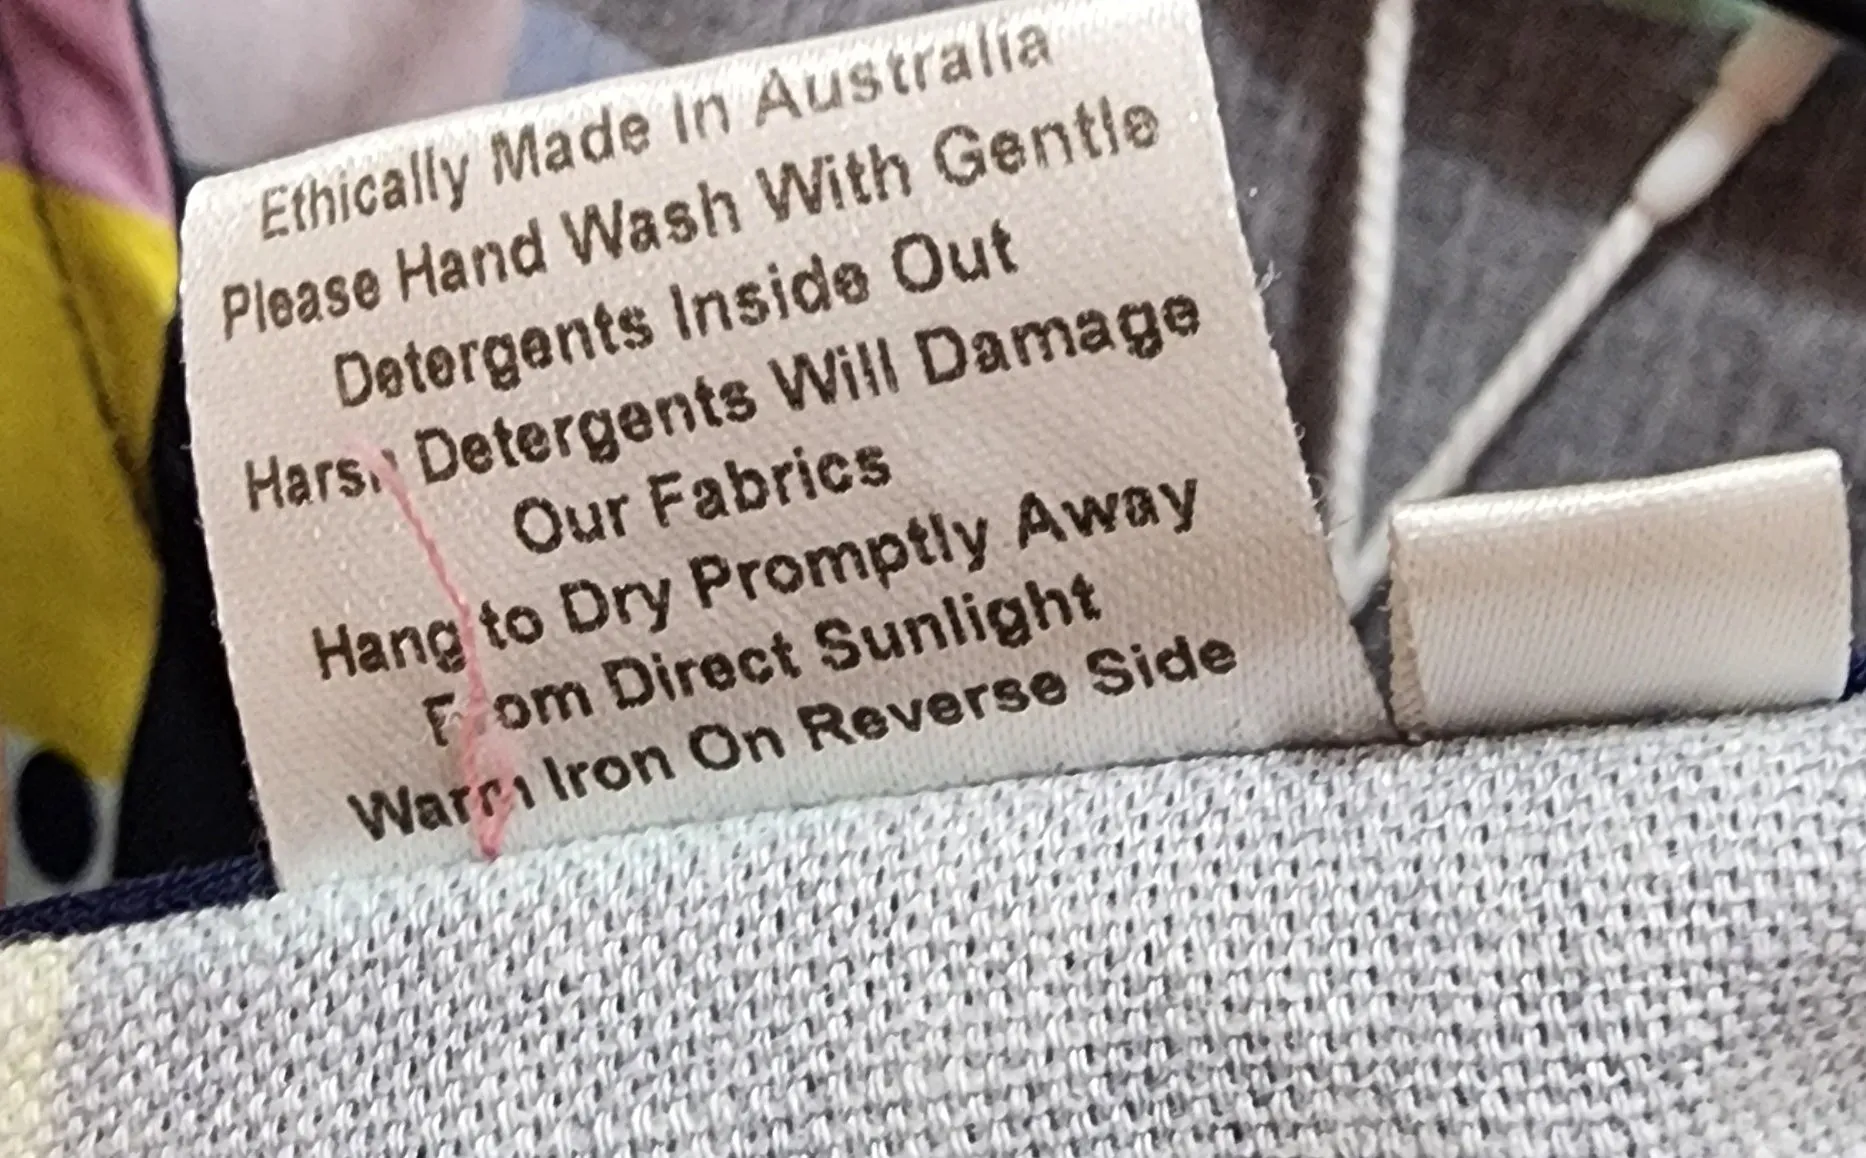 Ethically Made In Australia
Please Hand Wash With Gentle
Detergents Inside Out
Harsh Detergents Will Damage
Our Fabrics
Hang to Dry Promptly Away
From Direct Sunlight
Warm Iron On Reverse Side